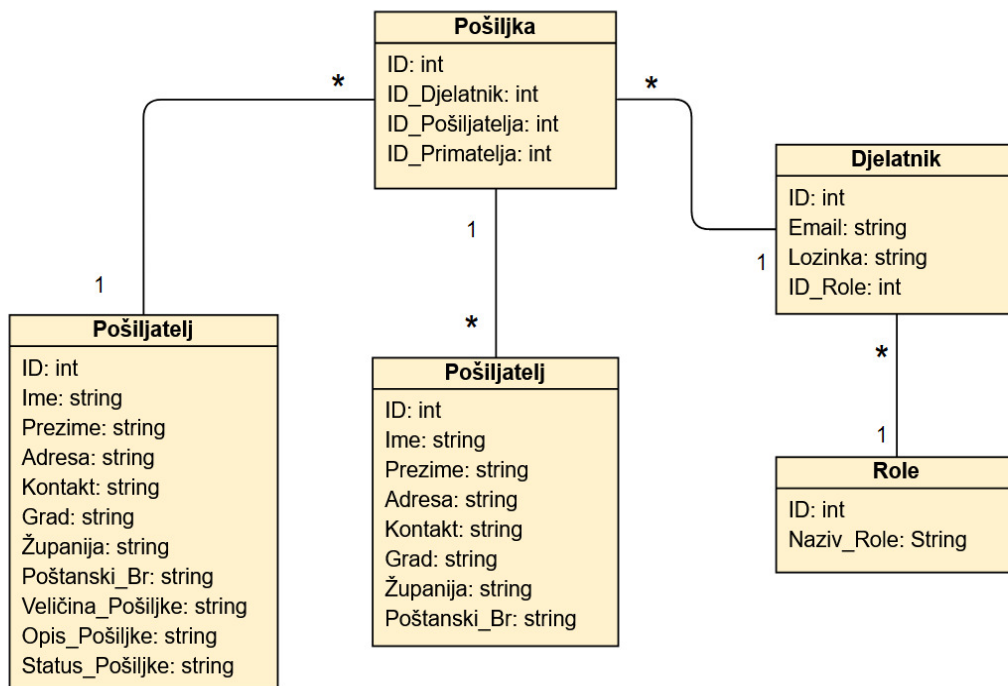 Pošiljka
ID: int
ID_Djelatnik: int
ID_Pošiljatelja: int
ID_Primatelja: int
*
*
1
*
1
Djelatnik
ID: int
Email: string
Lozinka: string
ID_Role: int
1
*
1
Pošiljatelj
ID: int
Ime: string
Prezime: string
Adresa: string
Kontakt: string
Grad: string
Županija: string
Poštanski_Br: string
Veličina_Pošiljke: string
Opis_Pošiljke: string
Status_Pošiljke: string
Pošiljatelj
ID: int
Ime: string
Prezime: string
Adresa: string
Kontakt: string
Grad: string
Županija: string
Poštanski_Br: string
Role
ID: int
Naziv_Role: String